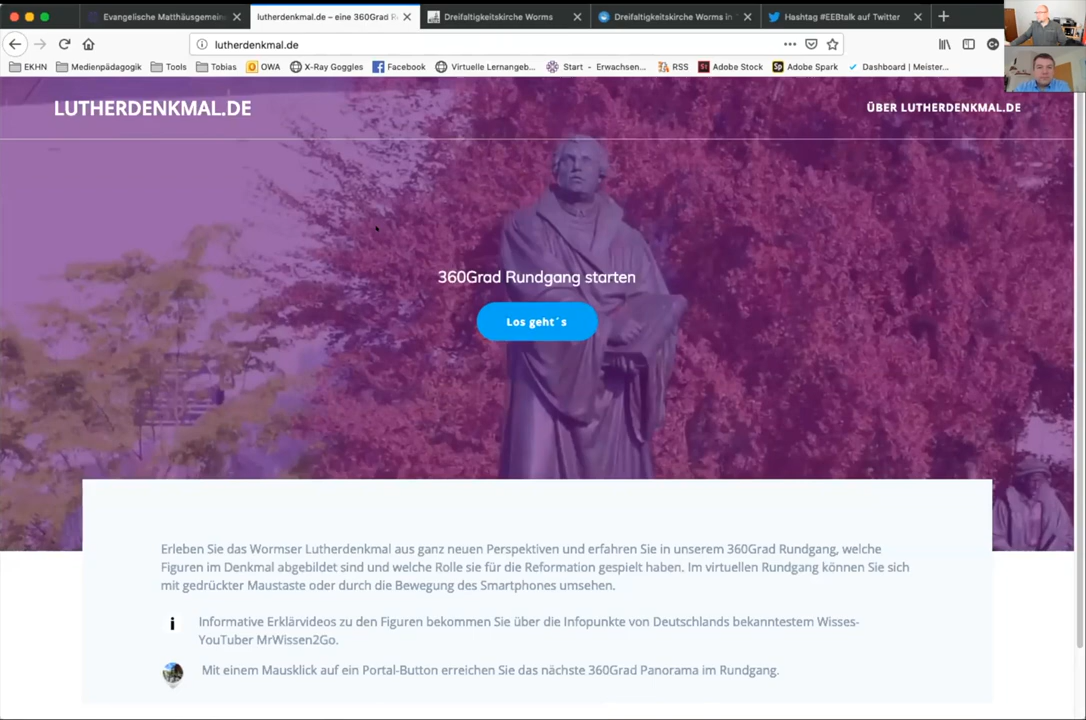 Evangelische Matthäusgemein
lutherdenkmal.de – eine 360Grad R
Dreifaltigkeitskirche Worms
Dreifaltigkeitskirche Worms in
Hashtag #EEBtalk auf Twitter
lutherdenkmal.de
EKHN
Medienpädagogik
Tools
Tobias
OWA
X-Ray Goggles
Facebook
Virtuelle Lernangeb...
Start - Erwachsen...
RSS
Adobe Stock
Adobe Spark
Dashboard | Meister...
LUTHERDENKMAL.DE
ÜBER LUTHERDENKMAL.DE
360Grad Rundgang starten
Los geht´s
Erleben Sie das Wormser Lutherdenkmal aus ganz neuen Perspektiven und erfahren Sie in unserem 360Grad Rundgang, welche
Figuren im Denkmal abgebildet sind und welche Rolle sie für die Reformation gespielt haben. Im virtuellen Rundgang können Sie sich
mit gedrückter Maustaste oder durch die Bewegung des Smartphones umsehen.
Informative Erklärvideos zu den Figuren bekommen Sie über die Infopunkte von Deutschlands bekanntestem Wisses-
YouTuber MrWissen2Go.
Mit einem Mausklick auf ein Portal-Button erreichen Sie das nächste 360Grad Panorama im Rundgang.